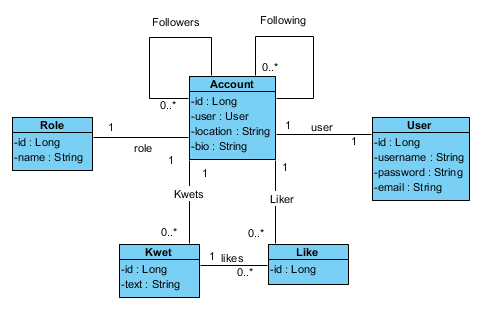 Followers
Following
0..*
0..*
Account
-id : Long
-user : User
-location : String
-bio : String
Role
-id : Long
-name : String
1
role
1
1
user
1
User
-id : Long
-username : String
-password : String
-email : String
1
Kwets
0..*
1
Liker
0..*
Kwet
-id : Long
-text : String
1
likes
0..*
Like
-id : Long